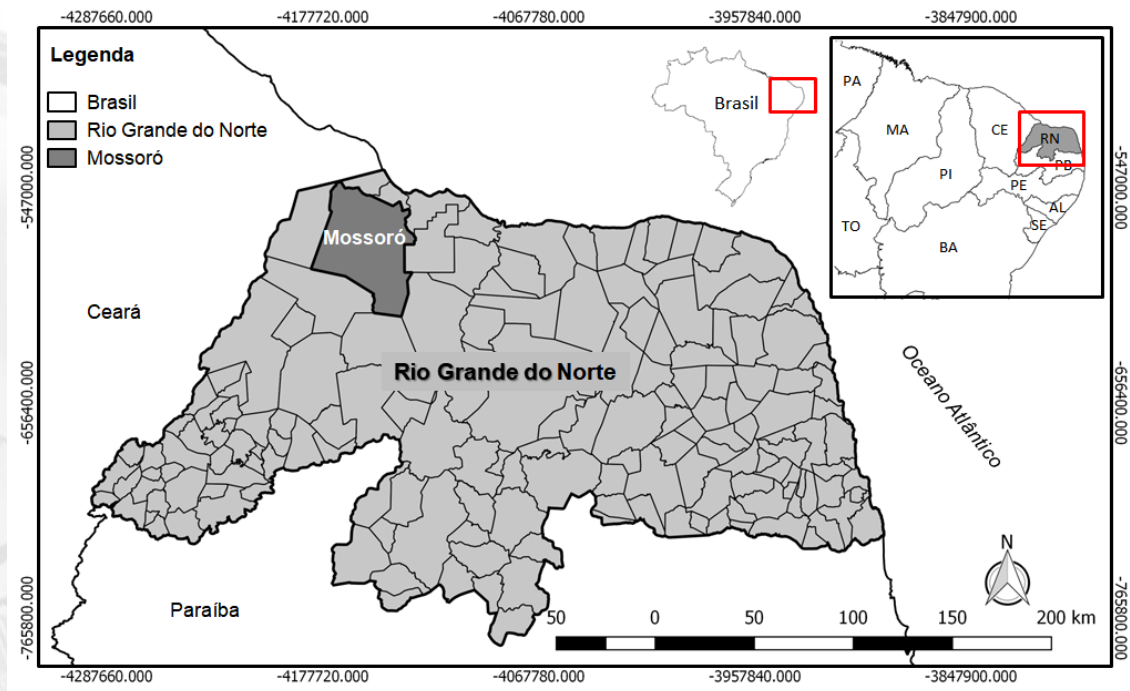 -4287660.000
-4177720.000
-4067780.000
-3957840.000
-3847900.000
Legenda
Brasil
Rio Grande do Norte
Mossoró
Brasil
PA
MA
CE
RN
PB
PI
PE
AL
SE
TO
BA
-547000.000
-547000.000
Mossoró
Ceará
Rio Grande do Norte
Oceano Atlântico
-656400.000
-656400.000
Paraíba
N
50
0
50
100
150
200 km
-765800.000
-765800.000
-4287660.000
-4177720.000
-4067780.000
-3957840.000
-3847900.000